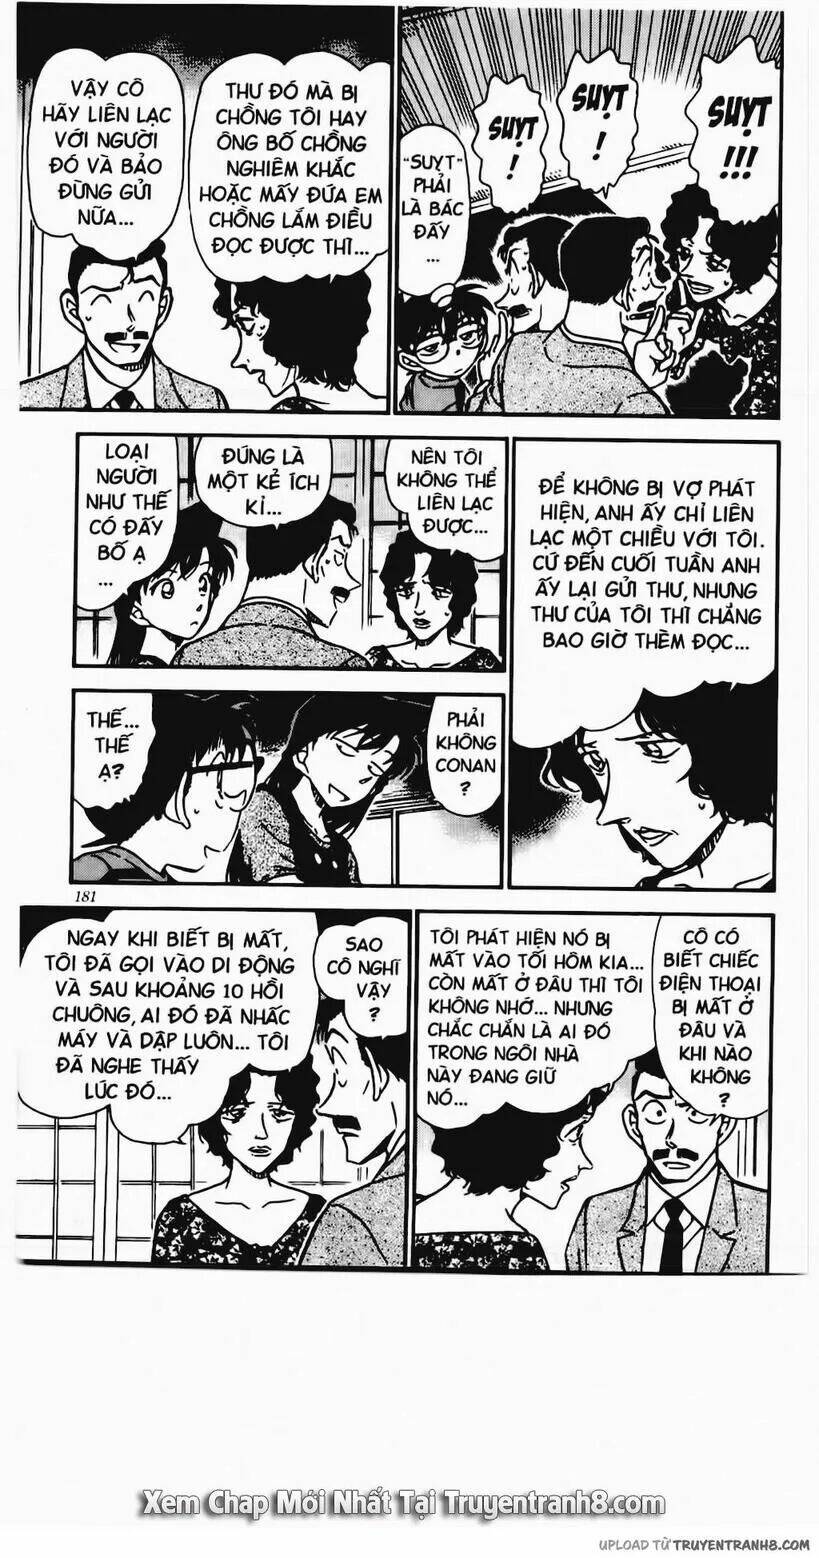 SUỴT
!!!
SUỴT
!
SUỴT
!
"SUỴT"
PHẢI
LÀ BÁC
ĐẤY
...
THƯ ĐÓ MÀ BỊ
CHỒNG TÔI HAY
ÔNG BỐ CHỒNG
NGHIÊM KHẮC
HOẶC MẤY ĐỨA EM
CHỒNG LẮM ĐIỀU
ĐỌC ĐƯỢC THÌ...
VẬY CÔ
HÃY LIÊN LẠC
VỚI NGƯỜI
ĐÓ VÀ BẢO
ĐỪNG GỬI
NỮA...
ĐỂ KHÔNG BỊ VỢ PHÁT
HIỆN, ANH ẤY CHỈ LIÊN
LẠC MỘT CHIỀU VỚI TÔI.
CỨ ĐẾN CUỐI TUẦN ANH
ẤY LẠI GỬI THƯ, NHƯNG
THƯ CỦA TÔI THÌ CHẲNG
BAO GIỜ THÈM ĐỌC...
NÊN TÔI
KHÔNG THỂ
LIÊN LẠC
ĐƯỢC...
ĐÚNG LÀ
MỘT KẺ ÍCH
KỈ...
LOẠI
NGƯỜI
NHƯ THẾ
CÓ ĐẤY
BỐ Ạ
...
PHẢI
KHÔNG
CONAN
?
THẾ...
THẾ
Ạ?
181
CÔ CÓ
BIẾT CHIẾC
ĐIỆN THOẠI
BỊ MẤT Ở
ĐÂU VÀ
KHI NÀO
KHÔNG
?
TÔI PHÁT HIỆN NÓ BỊ
MẤT VÀO TỐI HÔM KIA...
CÒN MẤT Ở ĐÂU THÌ TÔI
KHÔNG NHỚ... NHƯNG
CHẮC CHẮN LÀ AI ĐÓ
TRONG NGÔI NHÀ
NÀY ĐANG GIỮ
NÓ...
SAO
CÔ NGHĨ
VẬY
?
NGAY KHI BIẾT BỊ MẤT,
TÔI ĐÃ GỌI VÀO DI ĐỘNG
VÀ SAU KHOẢNG 10 HỒI
CHUÔNG, AI ĐÓ ĐÃ NHẤC
MÁY VÀ DẬP LUÔN... TÔI
ĐÃ NGHE THẤY
LÚC ĐÓ...
Xem Chap Mới Nhất Tại Truyentranh8.com
UPLOAD TỪ TRUYENTRANH8.COM